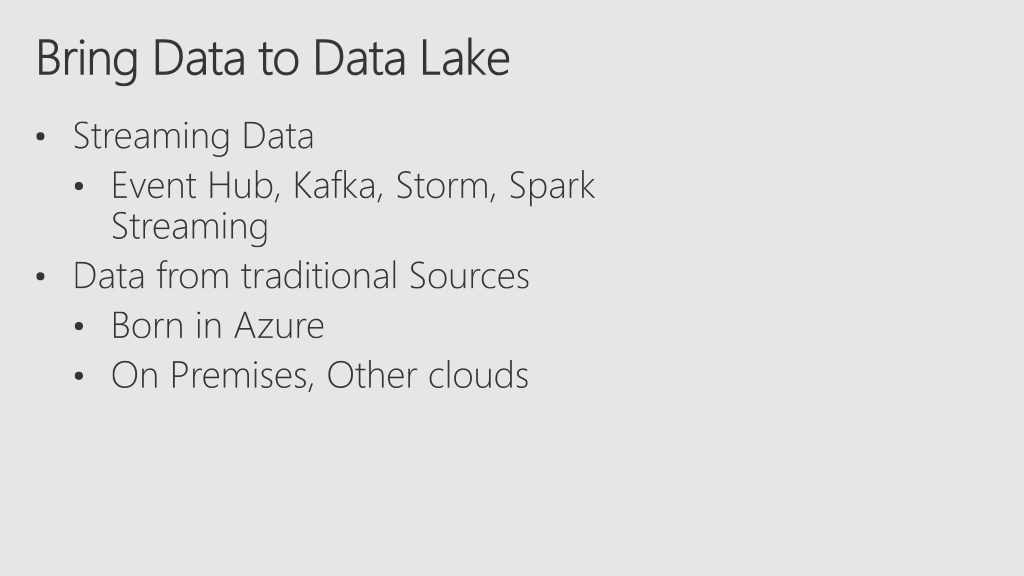 Bring Data to Data Lake
• Streaming Data
• Event Hub, Kafka, Storm, Spark
Streaming
• Data from traditional Sources
• Born in Azure
• On Premises, Other clouds